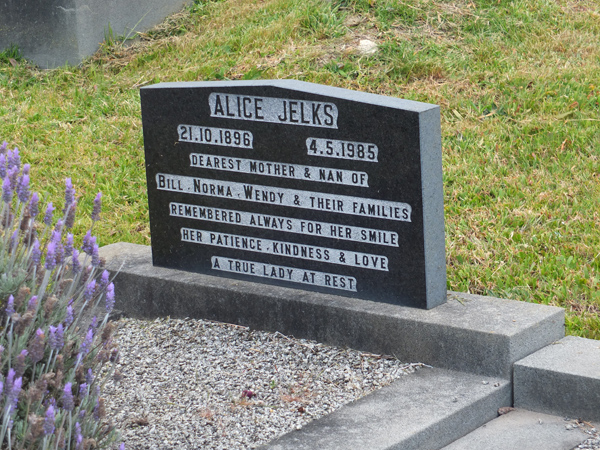 ALICE JELKS
21.10.1896 4.5.1985
DEAREST MOTHER & NAN OF
BILL, NORMA, WENDY & THEIR FAMILIES
REMEMBERED ALWAYS FOR HER SMILE
HER PATIENCE, KINDNESS & LOVE
A TRUE LADY AT REST